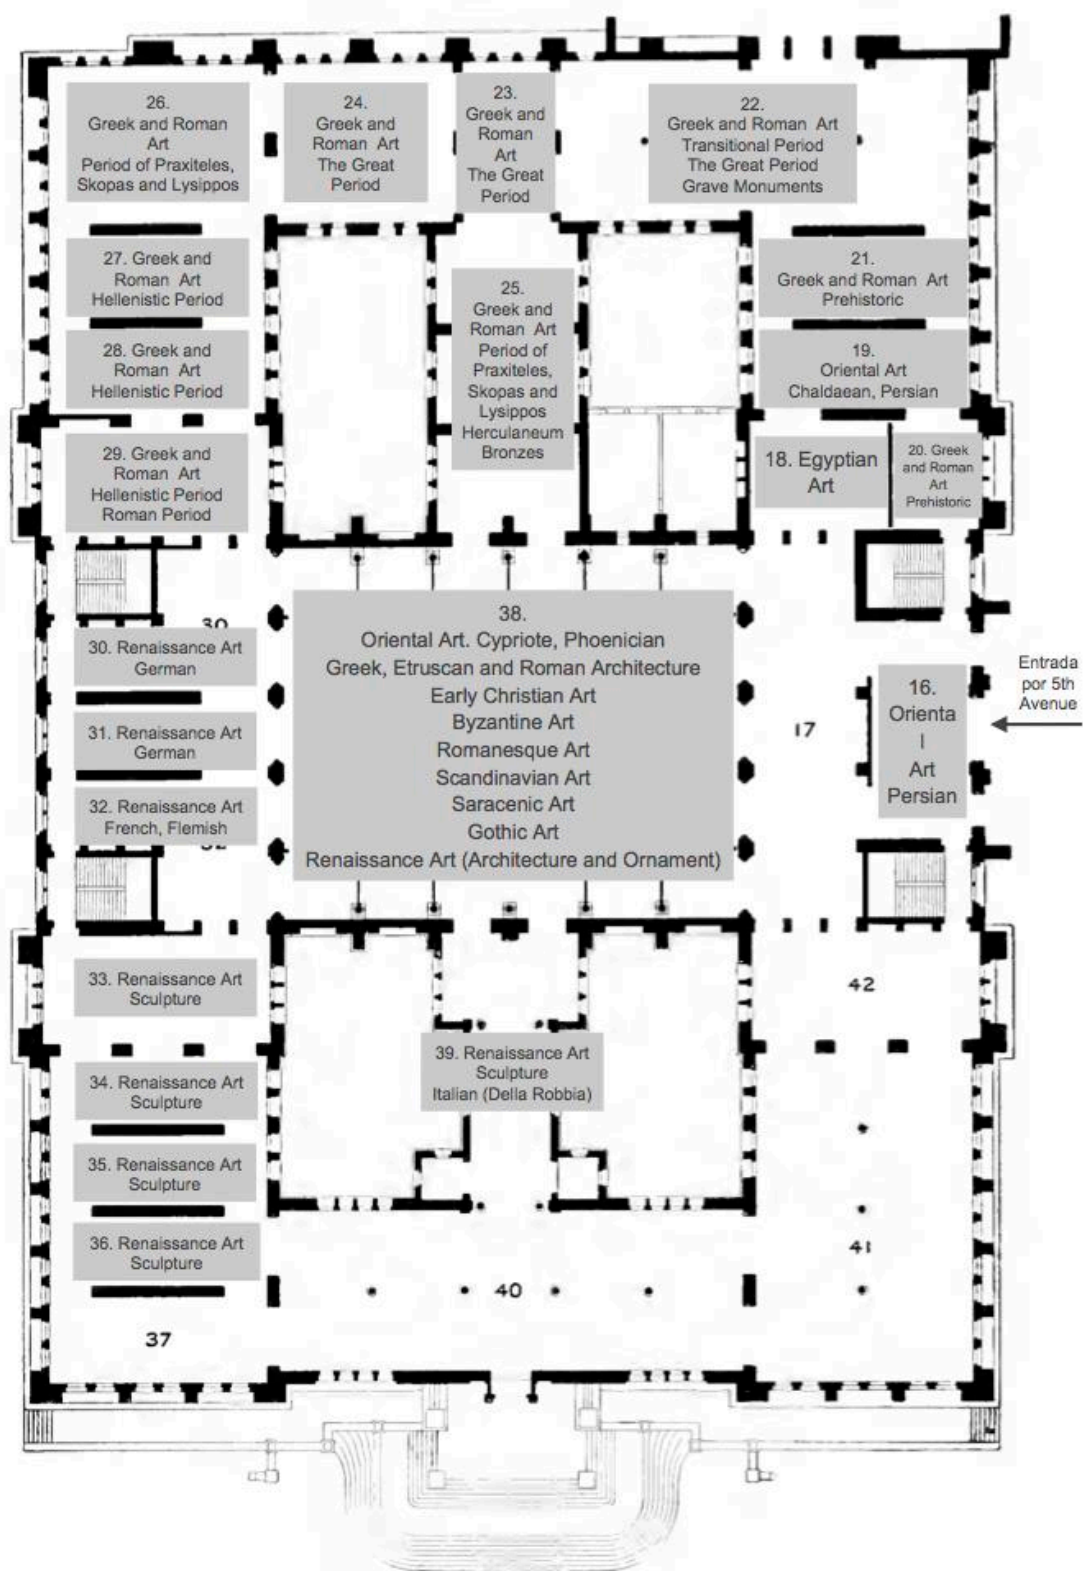 26.
Greek and Roman
Art
Period of Praxiteles,
Skopas and Lysippos
24.
Greek and
Roman Art
The Great
Period
23.
Greek and
Roman
Art
The Great
Period
22.
Greek and Roman Art
Transitional Period
The Great Period
Grave Monuments
27. Greek and
Roman Art
Hellenistic Period
25.
Greek and
Roman Art
Period of
Praxiteles,
Skopas and
Lysippos
Herculaneum
Bronzes
21.
Greek and Roman Art
Prehistoric
28. Greek and
Roman Art
Hellenistic Period
19.
Oriental Art
Chaldaean, Persian
29. Greek and
Roman Art
Hellenistic Period
Roman Period
18. Egyptian
Art
20. Greek
and Roman
Art
Prehistoric
30
30. Renaissance Art
German
38.
Oriental Art. Cypriote, Phoenician
Greek, Etruscan and Roman Architecture
Early Christian Art
Byzantine Art
Romanesque Art
Scandinavian Art
Saracenic Art
Gothic Art
Renaissance Art (Architecture and Ornament)
17
16.
Orienta
l
Art
Persian
Entrada
por 5th
Avenue
31. Renaissance Art
German
32. Renaissance Art
French, Flemish
32
33. Renaissance Art
Sculpture
42
34. Renaissance Art
Sculpture
39. Renaissance Art
Sculpture
Italian (Della Robbia)
35. Renaissance Art
Sculpture
36. Renaissance Art
Sculpture
41
40
37